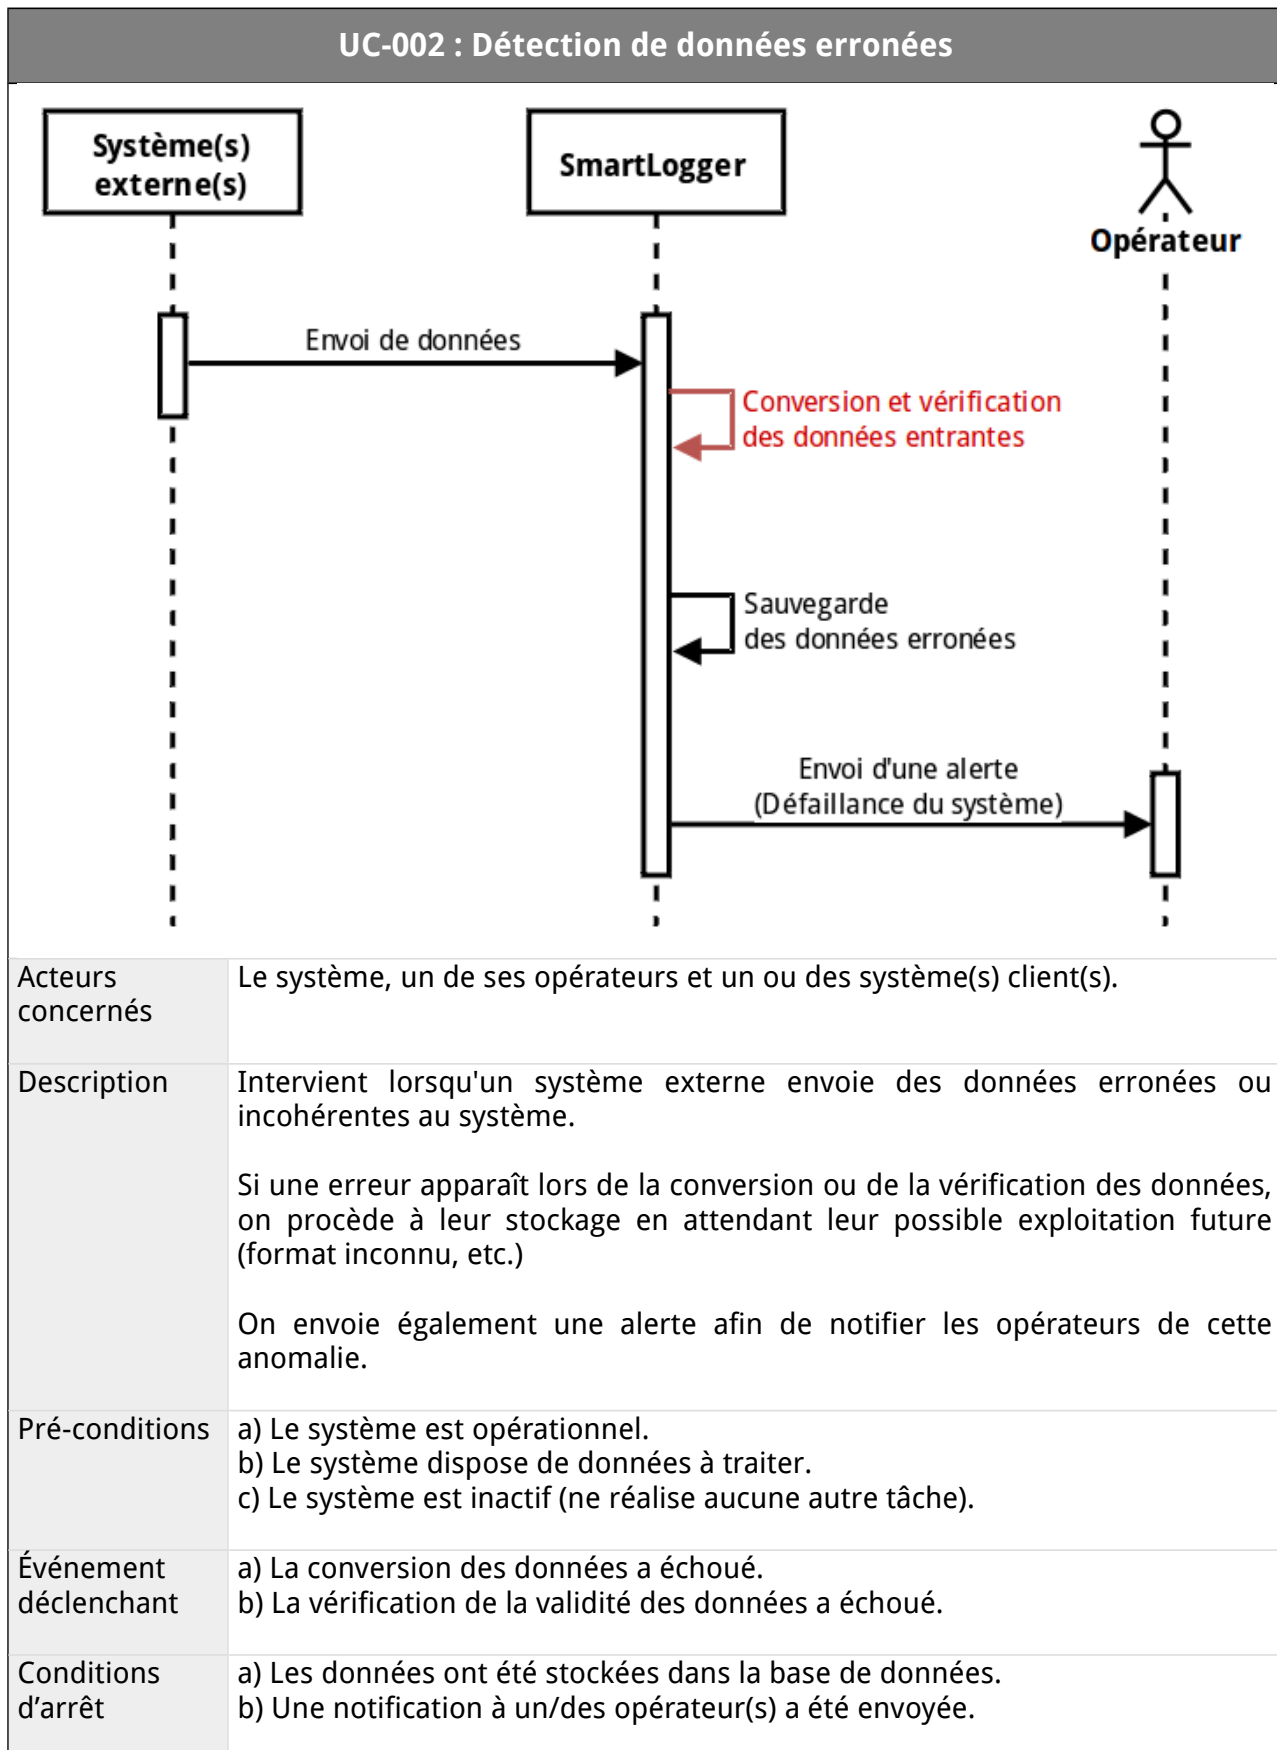 UC-002 : Détection de données erronées
Système(s)
externe(s)
SmartLogger
Opérateur
Envoi de données
Conversion et vérification
des données entrantes
Sauvegarde
des données erronées
Envoi d'une alerte
(Défaillance du système)
Acteurs
concernés
Le système, un de ses opérateurs et un ou des système(s) client(s).
Description
Intervient lorsqu'un système externe envoie des données erronées ou
incohérentes au système.
Si une erreur apparaît lors de la conversion ou de la vérification des données,
on procède à leur stockage en attendant leur possible exploitation future
(format inconnu, etc.)
On envoie également une alerte afin de notifier les opérateurs de cette
anomalie.
Pré-conditions
a) Le système est opérationnel.
b) Le système dispose de données à traiter.
c) Le système est inactif (ne réalise aucune autre tâche).
Événement
déclenchant
a) La conversion des données a échoué.
b) La vérification de la validité des données a échoué.
Conditions
d’arrêt
a) Les données ont été stockées dans la base de données.
b) Une notification à un/des opérateur(s) a été envoyée.